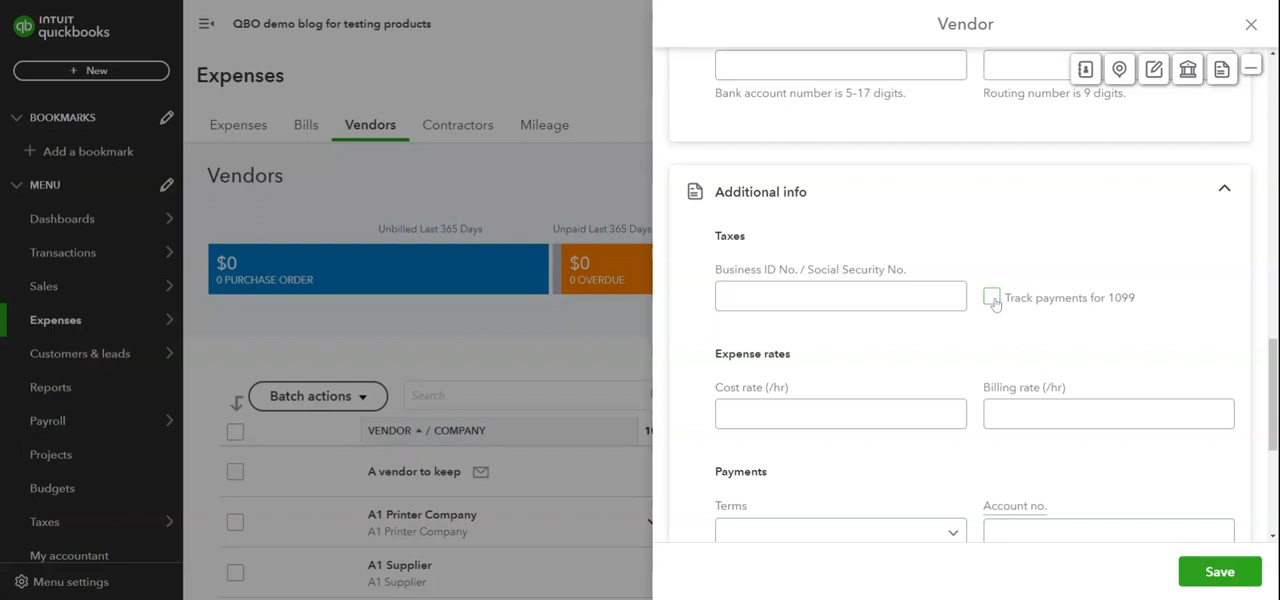 INTUIT
quickbooks
QBO demo blog for testing products
+ New
BOOKMARKS
+ Add a bookmark
MENU
Dashboards
Transactions
Sales
Expenses
Customers & leads
Reports
Payroll
Projects
Budgets
Taxes
My accountant
Menu settings
Expenses
Expenses Bills Vendors Contractors Mileage
Vendors
Unbilled Last 365 Days Unpaid Last 365 Days
$0 $0
0 PURCHASE ORDER 0 OVERDUE
Batch actions Search
VENDOR / COMPANY
A vendor to keep
A1 Printer Company
A1 Printer Company
A1 Supplier
A1 Supplier
Vendor
Bank account number is 5-17 digits. Routing number is 9 digits.
Additional info
Taxes
Business ID No. / Social Security No.
Track payments for 1099
Expense rates
Cost rate (/hr) Billing rate (/hr)
Payments
Terms Account no.
Save